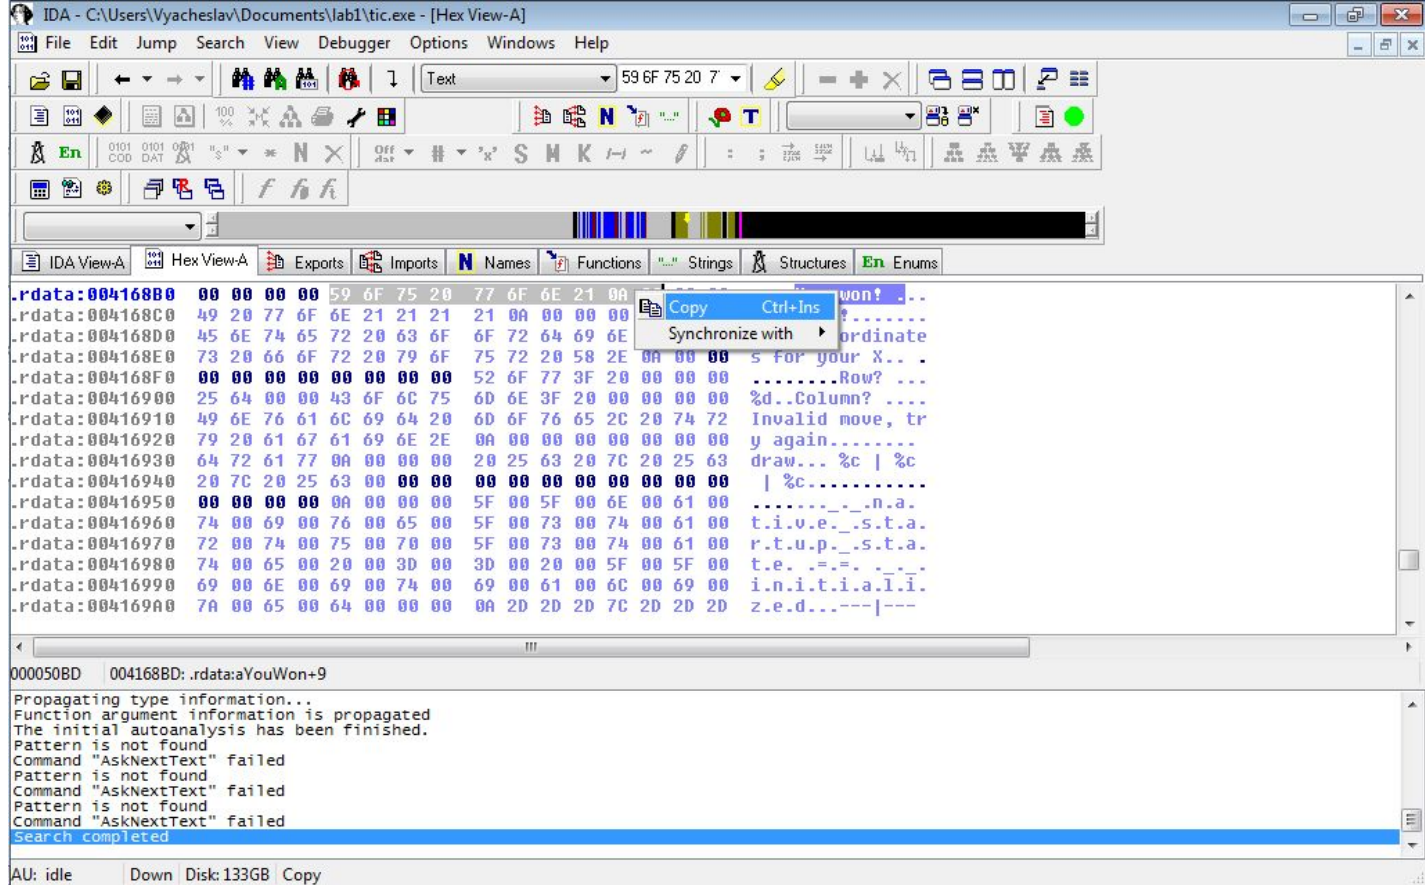 IDA - C:\Users\Vyacheslav\Documents\lab1\tic.exe - [Hex View-A]
File Edit Jump Search View Debugger Options Windows Help
Text 59 6F 75 20 7
En
IDA View-A Hex View-A Exports Imports N Names Functions Strings Structures En Enums
.rdata:004168B0 00 00 00 00 59 6F 75 20 77 6F 6E 21 0A won! ...
.rdata:004168C0 49 20 77 6F 6E 21 21 21 21 0A 00 00 00 !.......
.rdata:004168D0 45 6E 74 65 72 20 63 6F 6F 72 64 69 6E ordinate
.rdata:004168E0 73 20 66 6F 72 20 79 6F 75 72 20 58 2E 0A 00 00 s for your X.. .
.rdata:004168F0 00 00 00 00 00 00 00 00 52 6F 77 3F 20 00 00 00 ........Row? ...
.rdata:00416900 25 64 00 00 43 6F 6C 75 6D 6E 3F 20 00 00 00 00 %d..Column? ....
.rdata:00416910 49 6E 76 61 6C 69 64 20 6D 6F 76 65 2C 20 74 72 Invalid move, tr
.rdata:00416920 79 20 61 67 61 69 6E 2E 0A 00 00 00 00 00 00 00 y again........
.rdata:00416930 64 72 61 77 0A 00 00 00 20 25 63 20 7C 20 25 63 draw... %c | %c
.rdata:00416940 20 7C 20 25 63 00 00 00 00 00 00 00 00 00 00 00 | %c...........
.rdata:00416950 00 00 00 00 0A 00 00 00 5F 00 5F 00 6E 00 61 00 ........_._.n.a.
.rdata:00416960 74 00 69 00 76 00 65 00 5F 00 73 00 74 00 61 00 t.i.v.e._.s.t.a.
.rdata:00416970 72 00 74 00 75 00 70 00 5F 00 73 00 74 00 61 00 r.t.u.p._.s.t.a.
.rdata:00416980 74 00 65 00 20 00 3D 00 3D 00 20 00 5F 00 5F 00 t.e. .=.=. ._._.
.rdata:00416990 69 00 6E 00 69 00 74 00 69 00 61 00 6C 00 69 00 i.n.i.t.i.a.l.i.
.rdata:004169A0 7A 00 65 00 64 00 00 00 0A 2D 2D 2D 7C 2D 2D 2D z.e.d....---|---
Copy Ctrl+Ins
Synchronize with
000050BD 004168BD: .rdata:aYouWon+9
Propagating type information...
Function argument information is propagated
The initial autoanalysis has been finished.
Pattern is not found
Command "AskNextText" failed
Pattern is not found
Command "AskNextText" failed
Pattern is not found
Command "AskNextText" failed
Search completed
AU: idle Down Disk: 133GB Copy